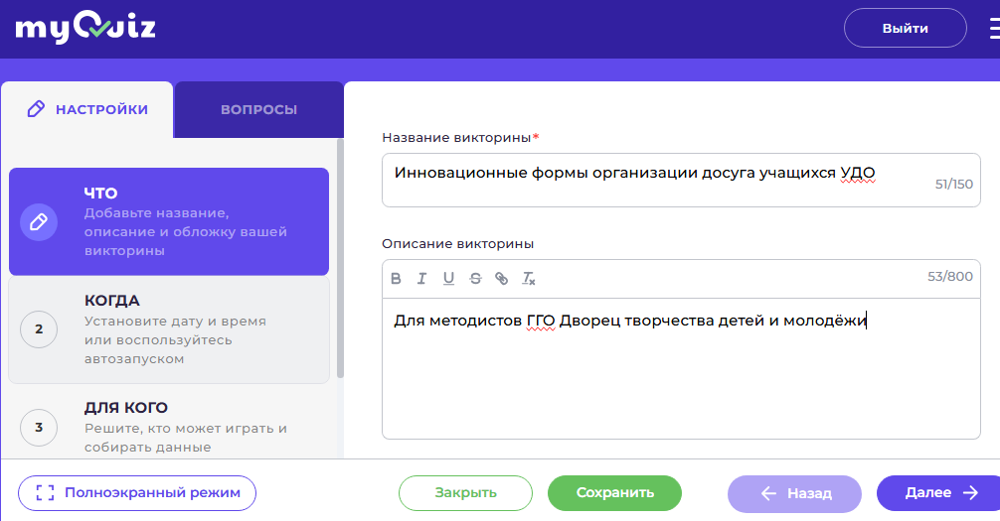 myQuiz
Выйти
НАСТРОЙКИ
ВОПРОСЫ
ЧТО
Добавьте название,
описание и обложку вашей
викторины
2
КОГДА
Установите дату и время
или воспользуйтесь
автозапуском
3
ДЛЯ КОГО
Решите, кто может играть и
собирать данные
Название викторины*
Инновационные формы организации досуга учащихся УДО
51/150
Описание викторины
B I U S Tx
53/800
Для методистов ГГО Дворец творчества детей и молодёжи
Полноэкранный режим
Закрыть
Сохранить
Назад
Далее